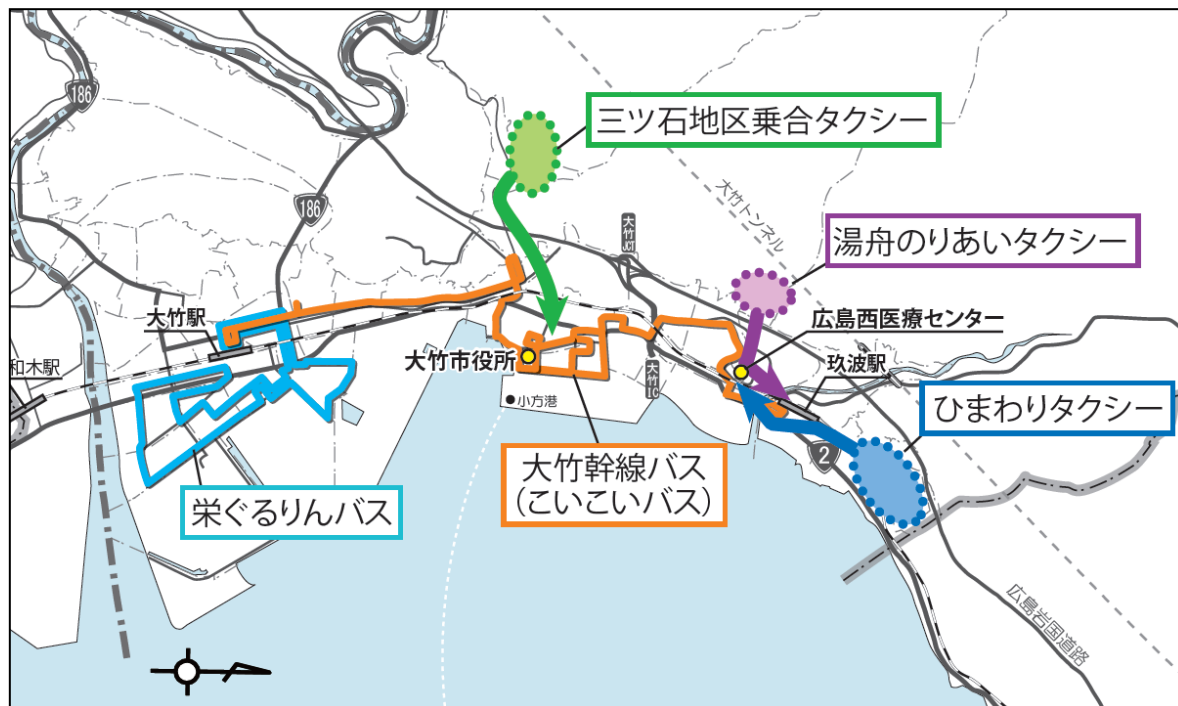 186
三ツ石地区乗合タクシー
186
大竹JCT
大竹トンネル
湯舟のりあいタクシー
大竹駅
広島西医療センター
和木駅
大竹市役所
玖波駅
大竹IC
小方港
ひまわりタクシー
大竹幹線バス
(こいこいバス)
2
栄ぐるりんバス
広島岩国道路